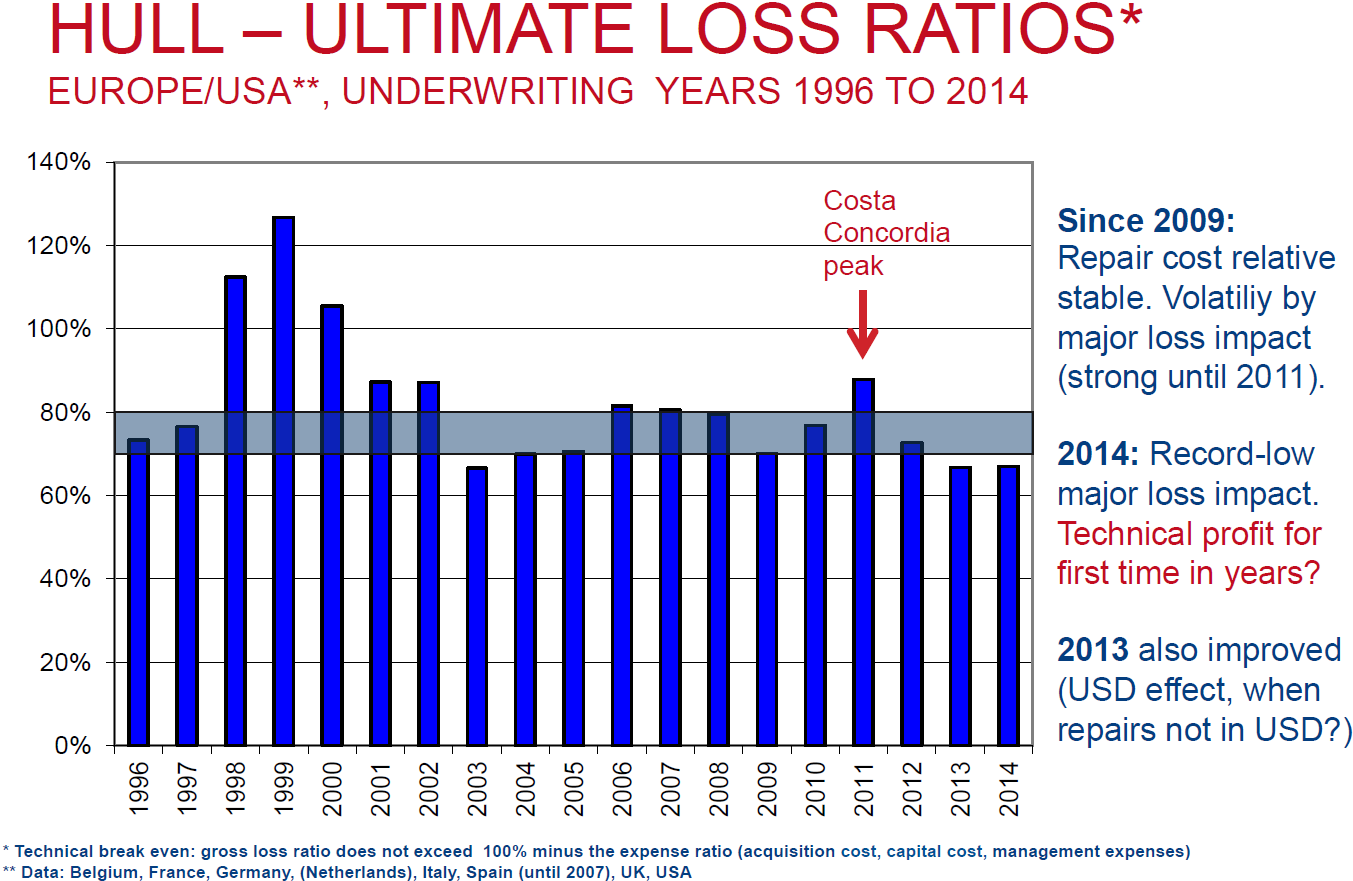 HULL – ULTIMATE LOSS RATIOS*
EUROPE/USA**, UNDERWRITING YEARS 1996 TO 2014
140%
120%
100%
80%
60%
40%
20%
0%
Costa
Concordia
peak
1996
1997
1998
1999
2000
2001
2002
2003
2004
2005
2006
2007
2008
2009
2010
2011
2012
2013
2014
Since 2009:
Repair cost relative
stable. Volatiliy by
major loss impact
(strong until 2011).
2014: Record-low
major loss impact.
Technical profit for
first time in years?
2013 also improved
(USD effect, when
repairs not in USD?)
* Technical break even: gross loss ratio does not exceed 100% minus the expense ratio (acquisition cost, capital cost, management expenses)
** Data: Belgium, France, Germany, (Netherlands), Italy, Spain (until 2007), UK, USA